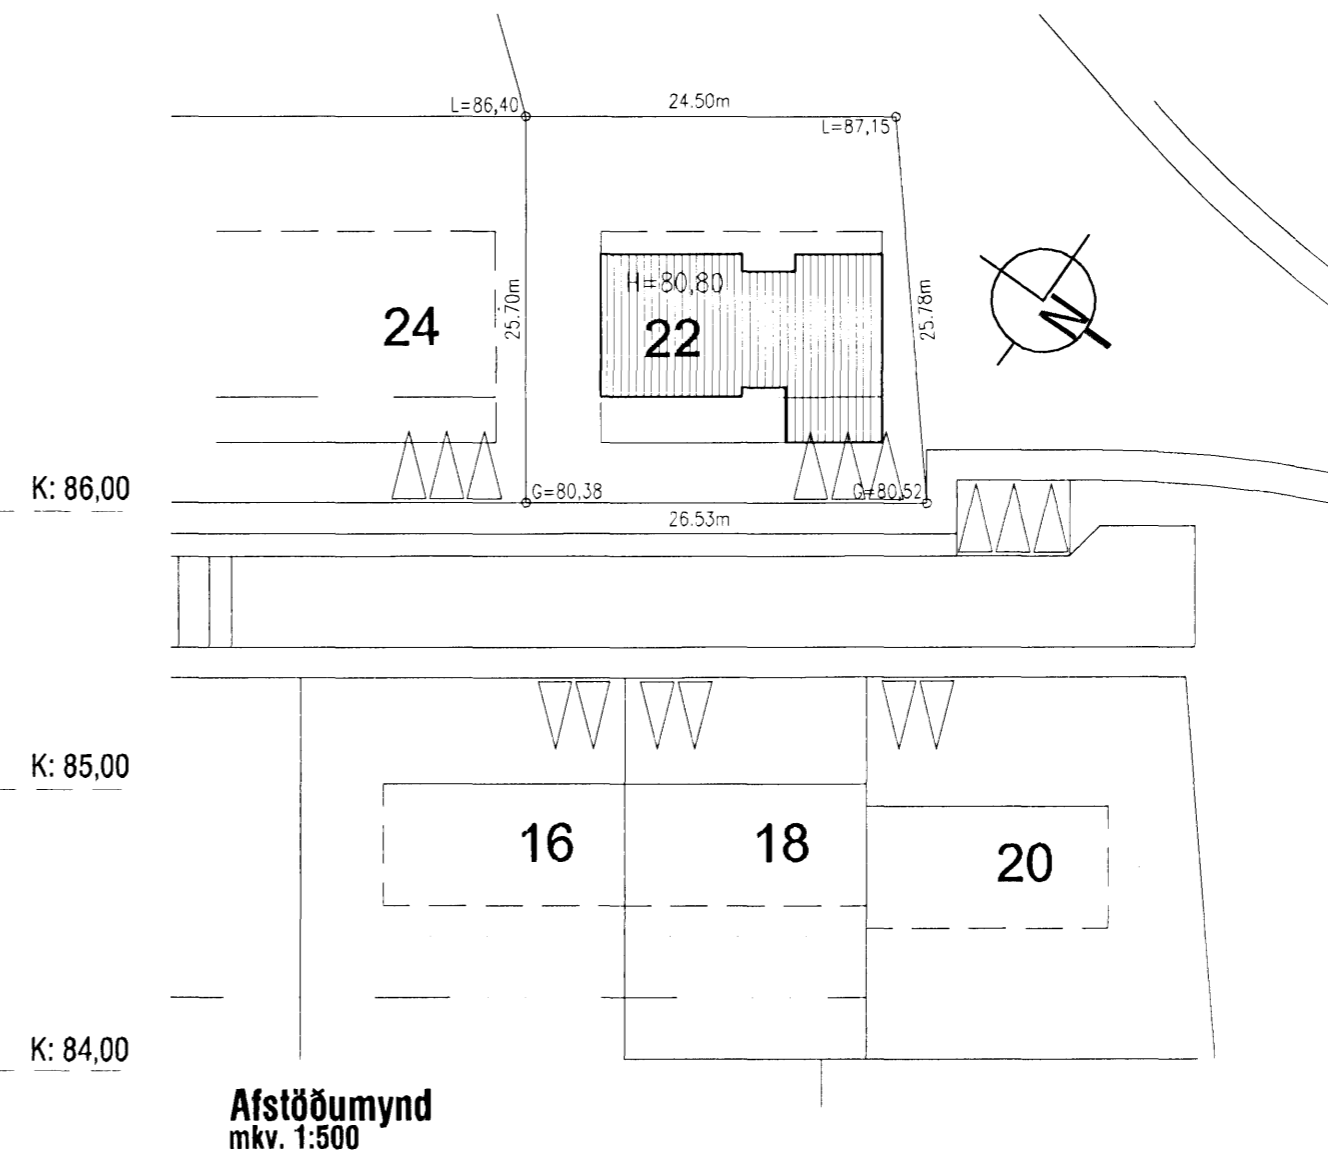 24.50m
L=86,40
L=87,15
H=80,80
25.70m
25.78m
24
22
N
K: 86,00
G=80,38
G=80,52
26.53m
K: 85,00
16
18
20
K: 84,00
Afstöðumynd
mkv. 1:500